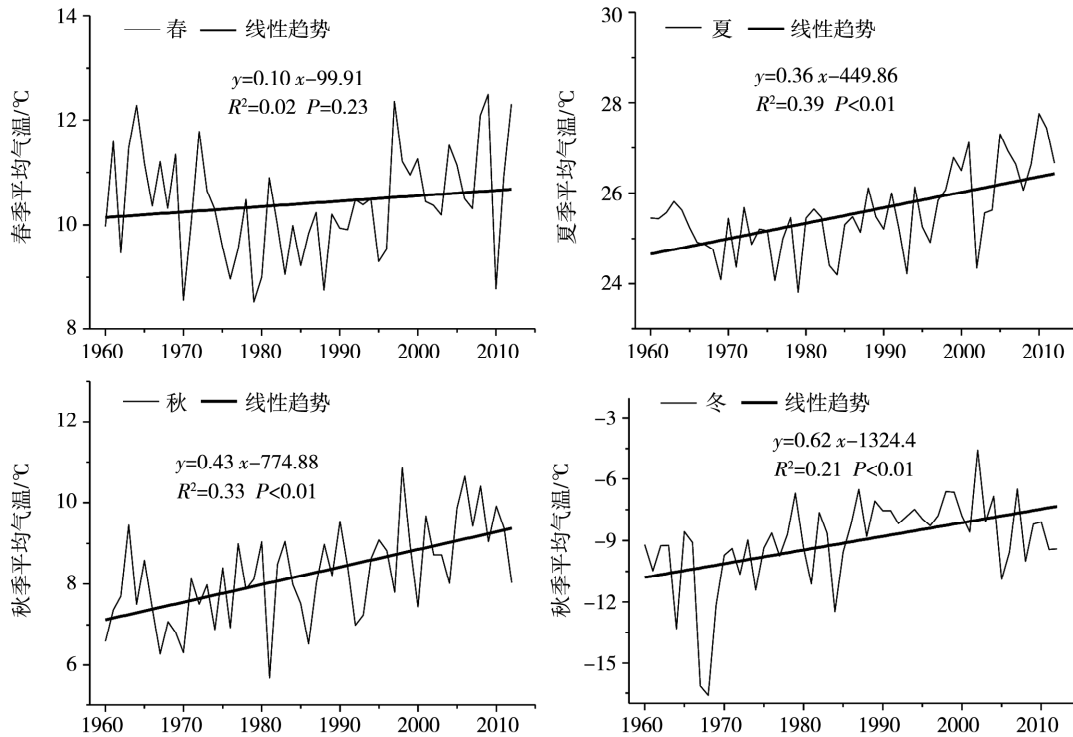 春 线性趋势
y=0.10 x−99.91
R²=0.02 P=0.23
春季平均气温/℃
14
12
10
8
1960 1970 1980 1990 2000 2010
夏 线性趋势
y=0.36 x−449.86
R²=0.39 P<0.01
夏季平均气温/℃
30
28
26
24
1960 1970 1980 1990 2000 2010
秋 线性趋势
y=0.43 x−774.88
R²=0.33 P<0.01
秋季平均气温/℃
12
10
8
6
1960 1970 1980 1990 2000 2010
冬 线性趋势
y=0.62 x−1324.4
R²=0.21 P<0.01
秋季平均气温/℃
−3
−6
−9
−12
−15
1960 1970 1980 1990 2000 2010